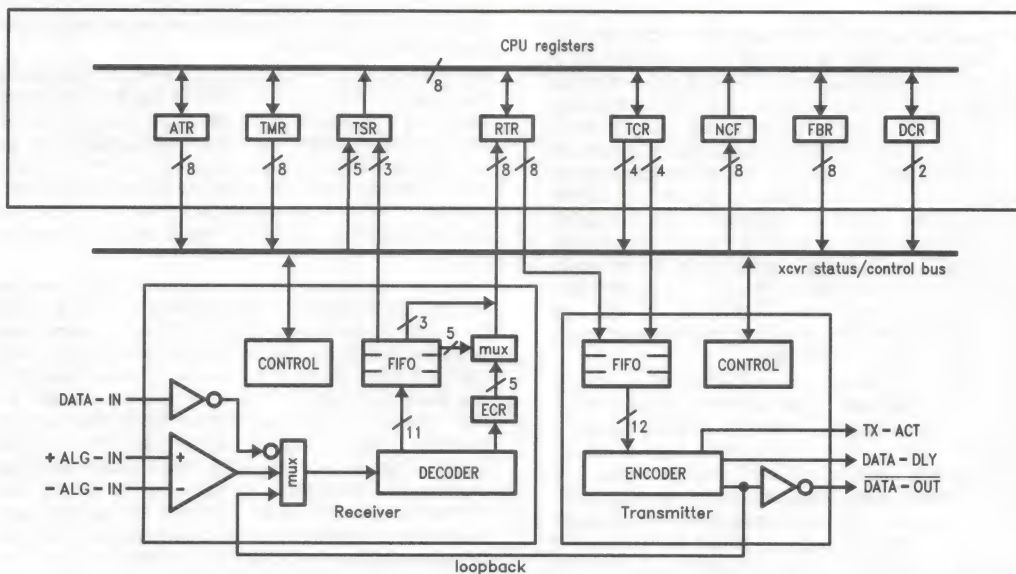 CPU registers
8
ATR TMR TSR RTR TCR NCF FBR DCR
8 8 5 3 8 8 4 4 8 8 2
xcvr status/control bus
3
5
CONTROL FIFO mux FIFO CONTROL
5
ECR
DATA-IN
11 12
TX-ACT
+ALG-IN + mux DECODER ENCODER DATA-DLY
-ALG-IN - DATA-OUT
Receiver Transmitter
loopback